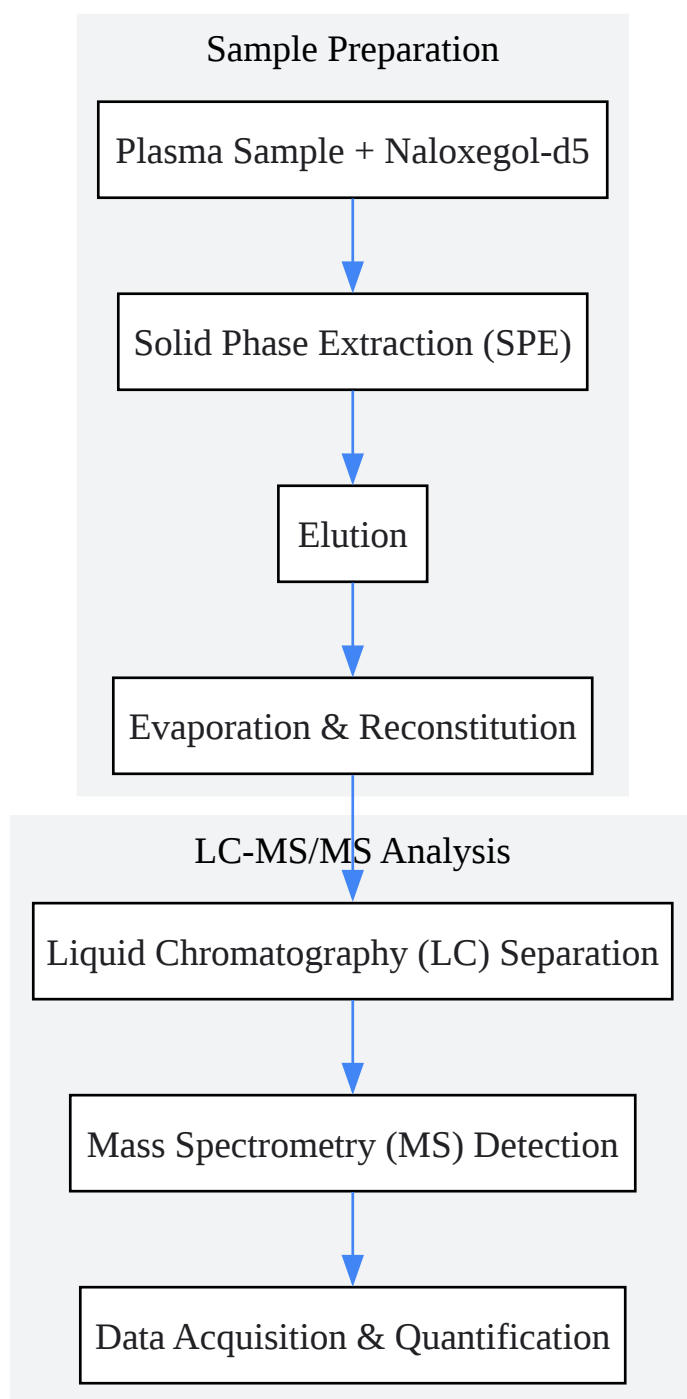 Sample Preparation
Plasma Sample + Naloxegol-d5
Solid Phase Extraction (SPE)
Elution
Evaporation & Reconstitution
LC-MS/MS Analysis
Liquid Chromatography (LC) Separation
Mass Spectrometry (MS) Detection
Data Acquisition & Quantification